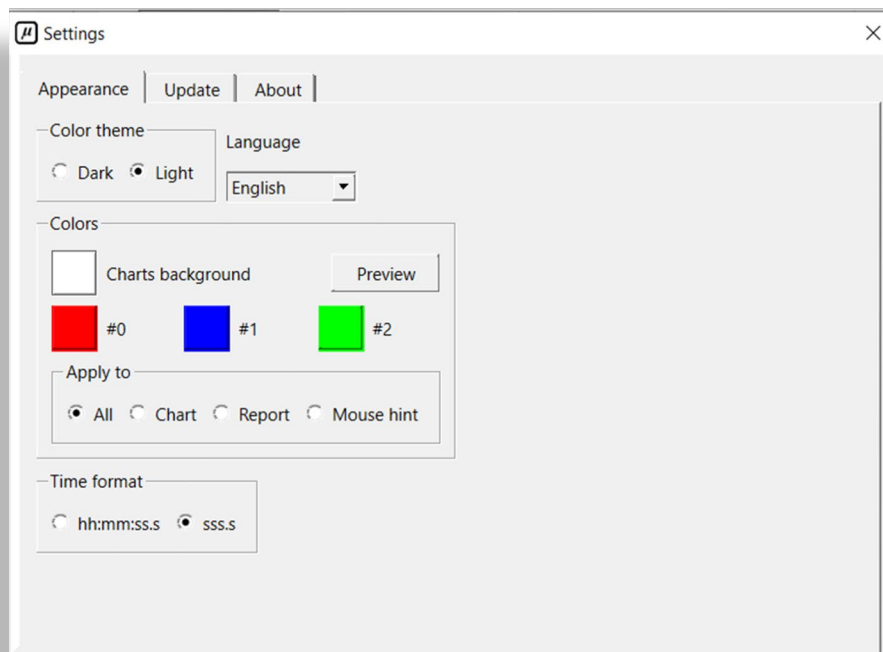 µ Settings
Appearance Update About
Color theme
Language
Dark Light
English
Colors
Charts background Preview
#0 #1 #2
Apply to
All Chart Report Mouse hint
Time format
hh:mm:ss.s sss.s